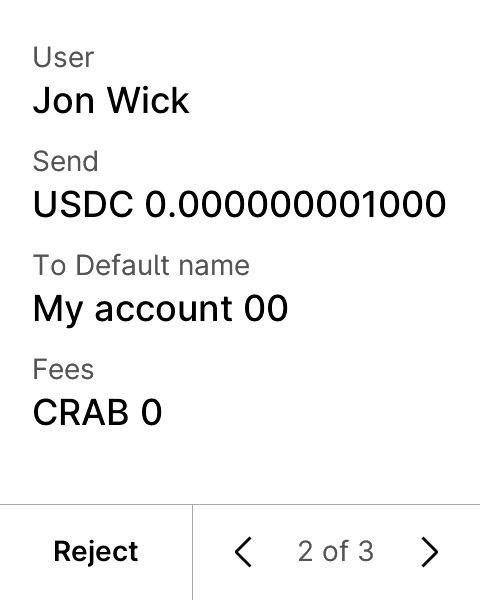 User
Jon Wick
Send
USDC 0.000000001000
To Default name
My account 00
Fees
CRAB 0
Reject
2 of 3